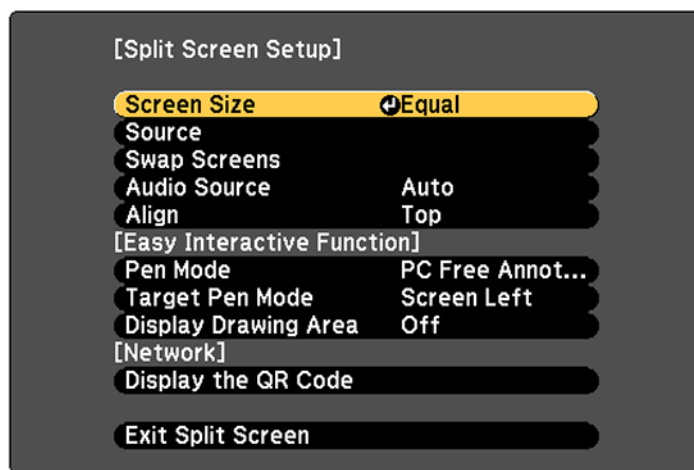 [Split Screen Setup]
Screen Size Equal
Source
Swap Screens
Audio Source Auto
Align Top
[Easy Interactive Function]
Pen Mode PC Free Annot...
Target Pen Mode Screen Left
Display Drawing Area Off
[Network]
Display the QR Code
Exit Split Screen